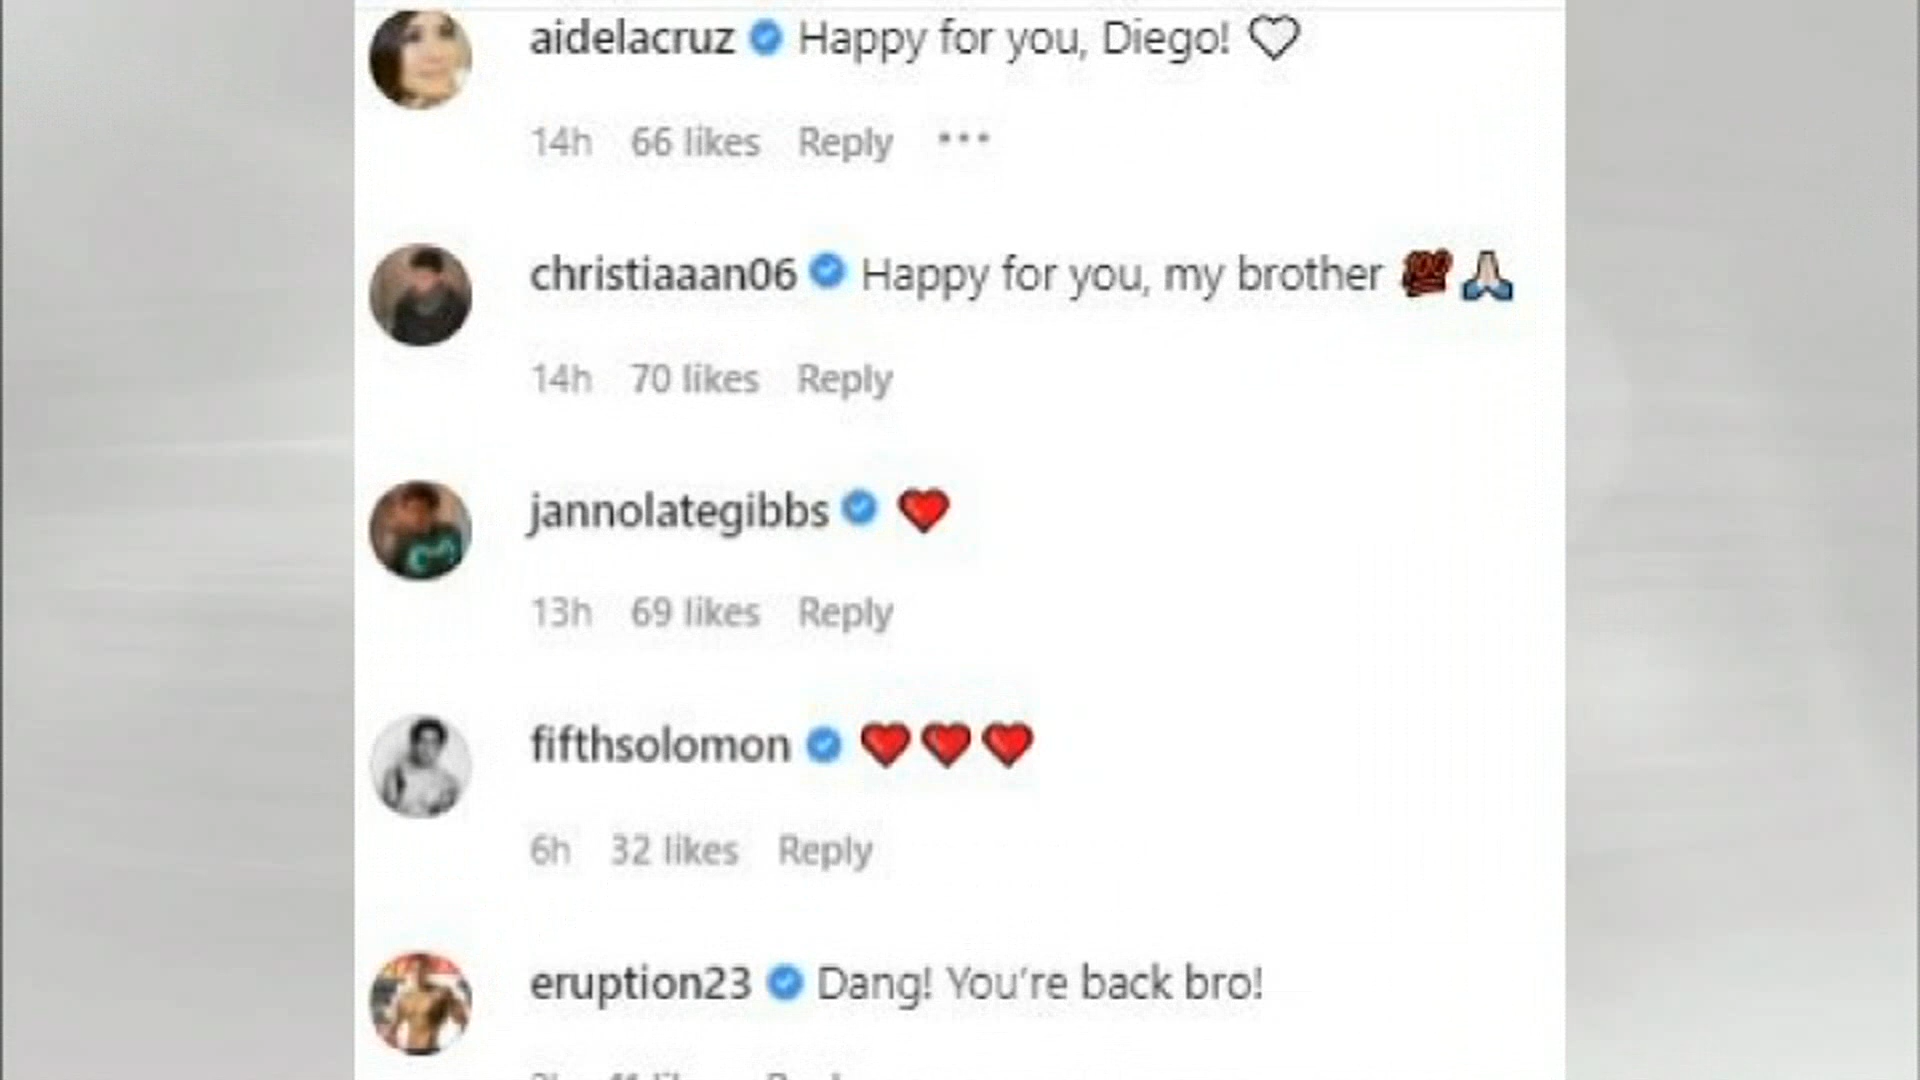 aidelacruz Happy for you, Diego! ♡
14h 66 likes Reply •••
christiaaan06 Happy for you, my brother 💯🙏🏻
14h 70 likes Reply
jannolategibbs ❤️
13h 69 likes Reply
fifthsolomon ❤️❤️❤️
6h 32 likes Reply
eruption23 Dang! You're back bro!